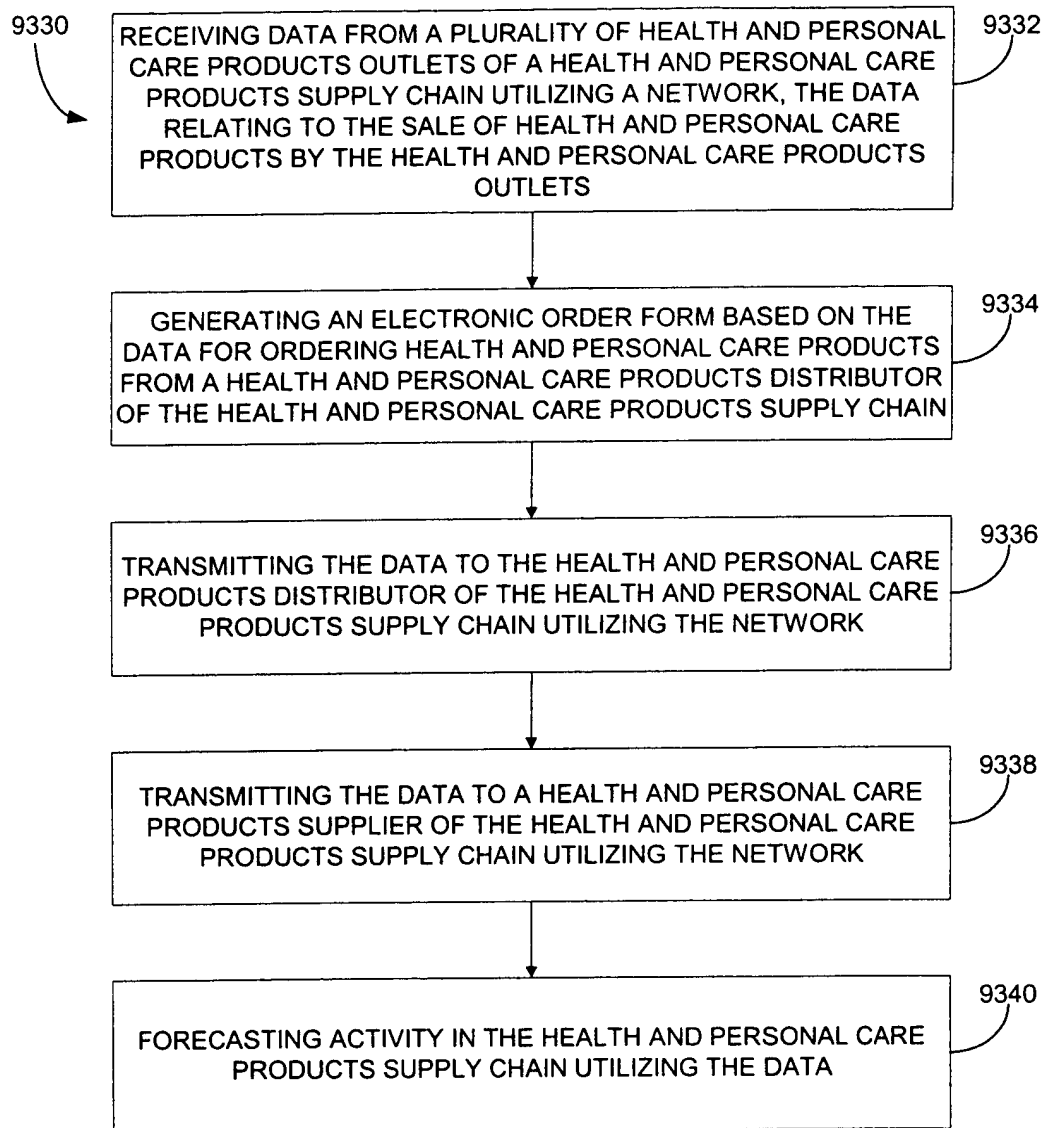 9330
RECEIVING DATA FROM A PLURALITY OF HEALTH AND PERSONAL
CARE PRODUCTS OUTLETS OF A HEALTH AND PERSONAL CARE
PRODUCTS SUPPLY CHAIN UTILIZING A NETWORK, THE DATA
RELATING TO THE SALE OF HEALTH AND PERSONAL CARE
PRODUCTS BY THE HEALTH AND PERSONAL CARE PRODUCTS
OUTLETS
9332
GENERATING AN ELECTRONIC ORDER FORM BASED ON THE
DATA FOR ORDERING HEALTH AND PERSONAL CARE PRODUCTS
FROM A HEALTH AND PERSONAL CARE PRODUCTS DISTRIBUTOR
OF THE HEALTH AND PERSONAL CARE PRODUCTS SUPPLY CHAIN
9334
TRANSMITTING THE DATA TO THE HEALTH AND PERSONAL CARE
PRODUCTS DISTRIBUTOR OF THE HEALTH AND PERSONAL CARE
PRODUCTS SUPPLY CHAIN UTILIZING THE NETWORK
9336
TRANSMITTING THE DATA TO A HEALTH AND PERSONAL CARE
PRODUCTS SUPPLIER OF THE HEALTH AND PERSONAL CARE
PRODUCTS SUPPLY CHAIN UTILIZING THE NETWORK
9338
FORECASTING ACTIVITY IN THE HEALTH AND PERSONAL CARE
PRODUCTS SUPPLY CHAIN UTILIZING THE DATA
9340